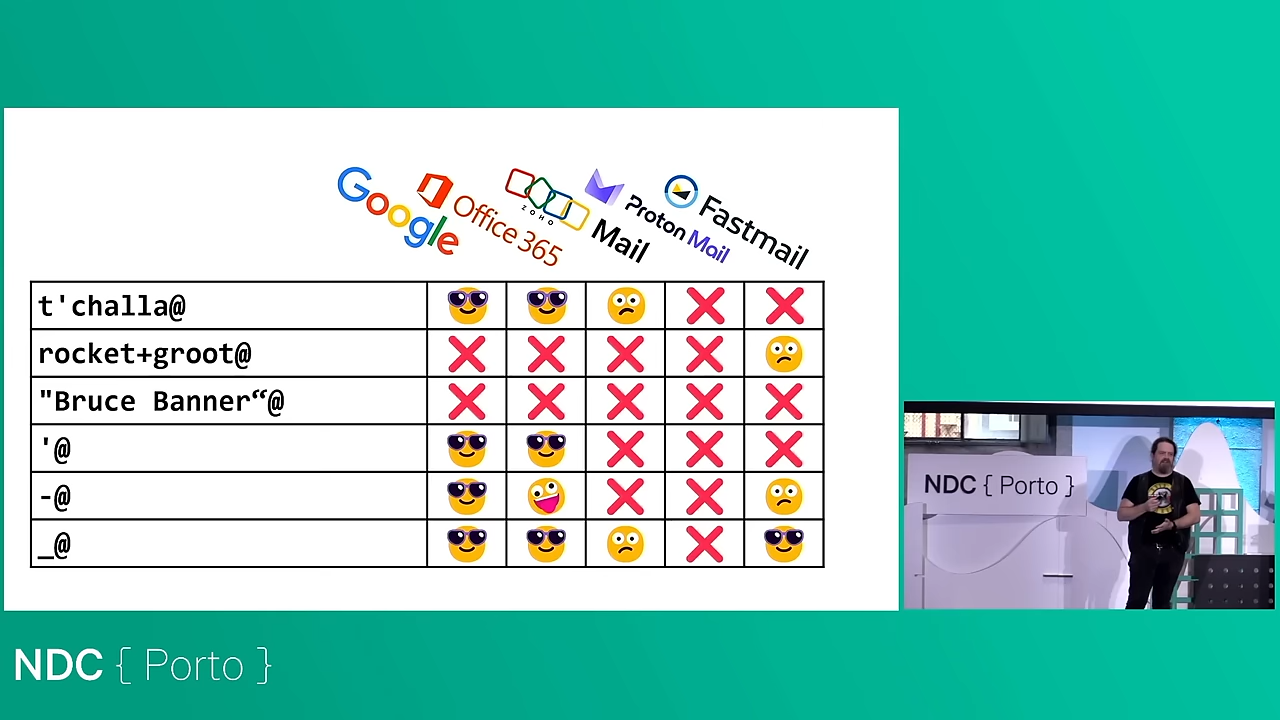 Google
Office 365
ZOHO
Mail
Proton Mail
Fastmail
t'challa@
rocket+groot@
"Bruce Banner“@
'@
-@
_@
NDC { Porto }
NDC { Porto }